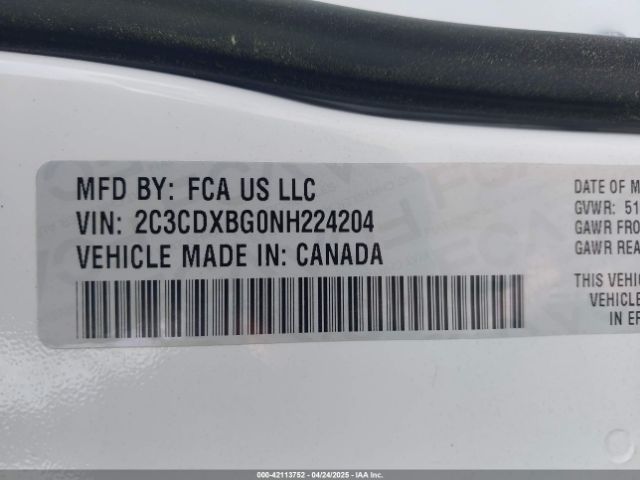 MFD BY: FCA US LLC
VIN: 2C3CDXBG0NH224204
VEHICLE MADE IN: CANADA
DATE OF M
GVWR: 51
GAWR FRO
GAWR REA
THIS VEHIC
VEHICLE
IN EF
000-42113752 - 04/24/2025 - IAA Inc.